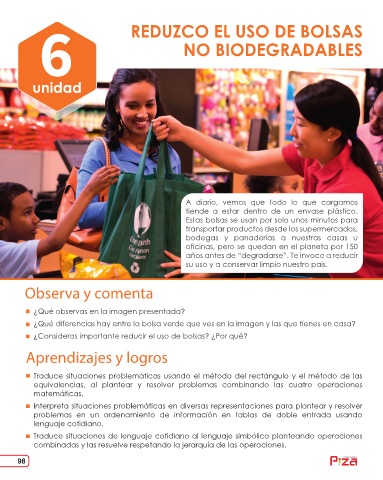 6
unidad
REDUZCO EL USO DE BOLSAS
NO BIODEGRADABLES
A diario, vemos que todo lo que cargamos
tiende a estar dentro de un envase plástico.
Estas bolsas se usan por solo unos minutos para
transportar productos desde los supermercados,
bodegas y panaderías a nuestras casas u
oficinas, pero se quedan en el planeta por 150
años antes de "degradarse". Te invoco a reducir
su uso y a conservar limpio nuestro país.
Observa y comenta
¿Qué observas en la imagen presentada?
¿Qué diferencias hay entre la bolsa verde que ves en la imagen y las que tienes en casa?
¿Consideras importante reducir el uso de bolsas? ¿Por qué?
Aprendizajes y logros
Traduce situaciones problemáticas usando el método del rectángulo y el método de las
equivalencias, al plantear y resolver problemas combinando las cuatro operaciones
matemáticas.
Interpreta situaciones problemáticas en diversas representaciones para plantear y resolver
problemas en un ordenamiento de información en tablas de doble entrada usando
lenguaje cotidiano.
Traduce situaciones de lenguaje cotidiano al lenguaje simbólico planteando operaciones
combinadas y las resuelve respetando la jerarquía de las operaciones.
98